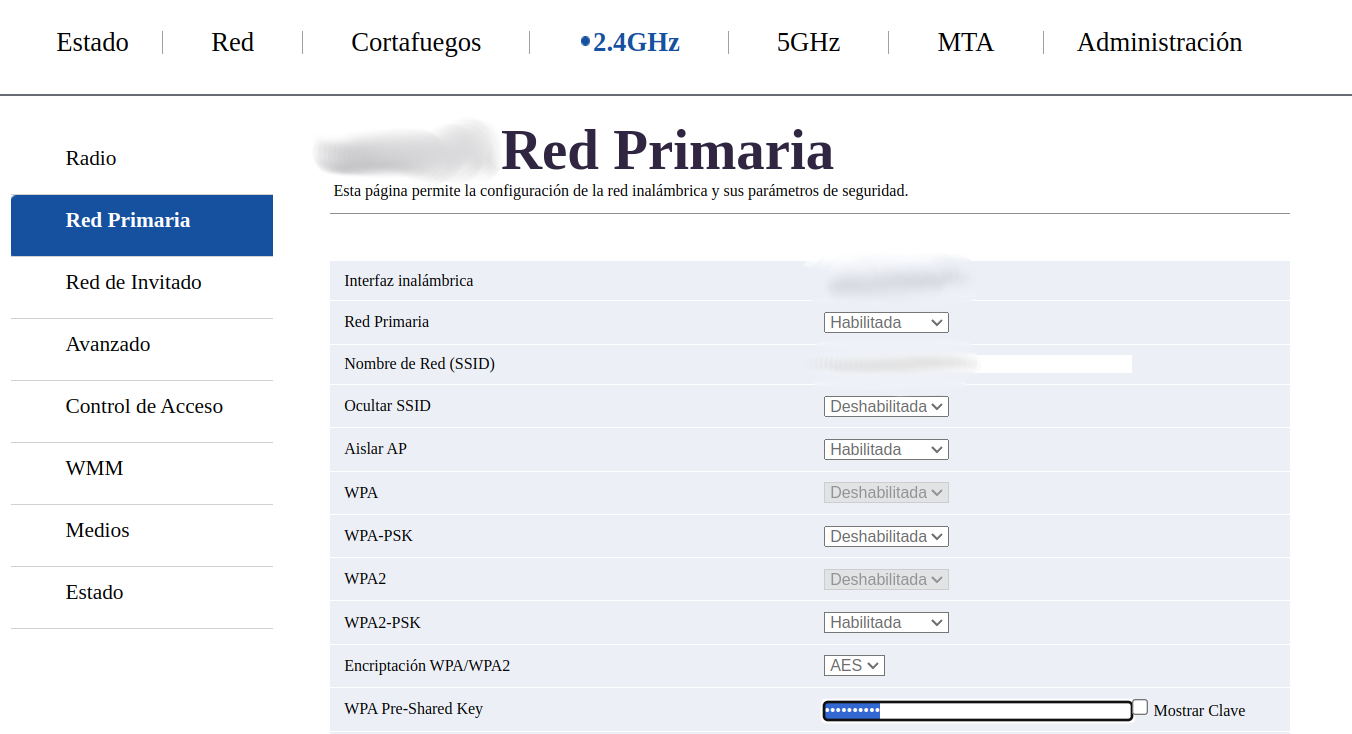 Estado Red Cortafuegos •2.4GHz 5GHz MTA Administración
Radio
Red Primaria
Red de Invitado
Avanzado
Control de Acceso
WMM
Medios
Estado
Red Primaria
Esta página permite la configuración de la red inalámbrica y sus parámetros de seguridad.
Interfaz inalámbrica
Red Primaria Habilitada
Nombre de Red (SSID)
Ocultar SSID Deshabilitada
Aislar AP Habilitada
WPA Deshabilitada
WPA-PSK Deshabilitada
WPA2 Deshabilitada
WPA2-PSK Habilitada
Encriptación WPA/WPA2 AES
WPA Pre-Shared Key •••••••••• Mostrar Clave